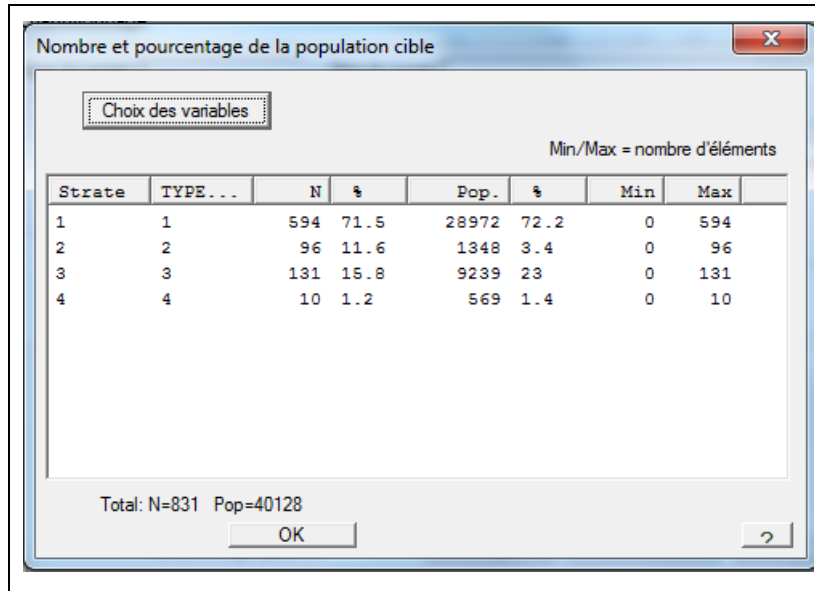 Nombre et pourcentage de la population cible
Choix des variables
Min/Max = nombre d'éléments
Strate TYPE... N % Pop. % Min Max
1 1 594 71.5 28972 72.2 0 594
2 2 96 11.6 1348 3.4 0 96
3 3 131 15.8 9239 23 0 131
4 4 10 1.2 569 1.4 0 10
Total: N=831 Pop=40128
OK
?